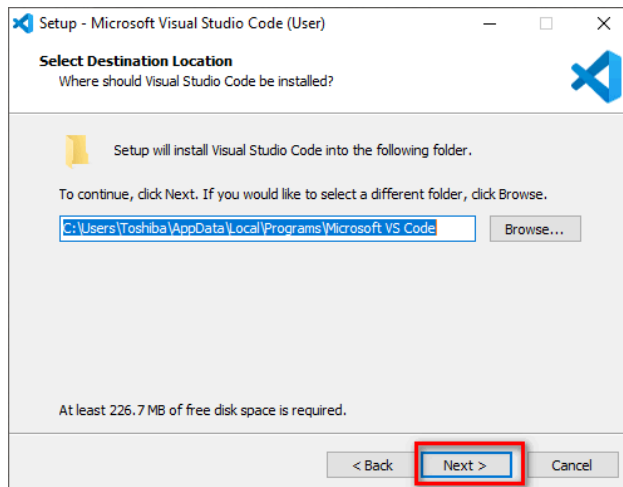 Setup - Microsoft Visual Studio Code (User)
Select Destination Location
Where should Visual Studio Code be installed?
Setup will install Visual Studio Code into the following folder.
To continue, click Next. If you would like to select a different folder, click Browse.
C:\Users\Toshiba\AppData\Local\Programs\Microsoft VS Code
Browse...
At least 226.7 MB of free disk space is required.
< Back
Next >
Cancel